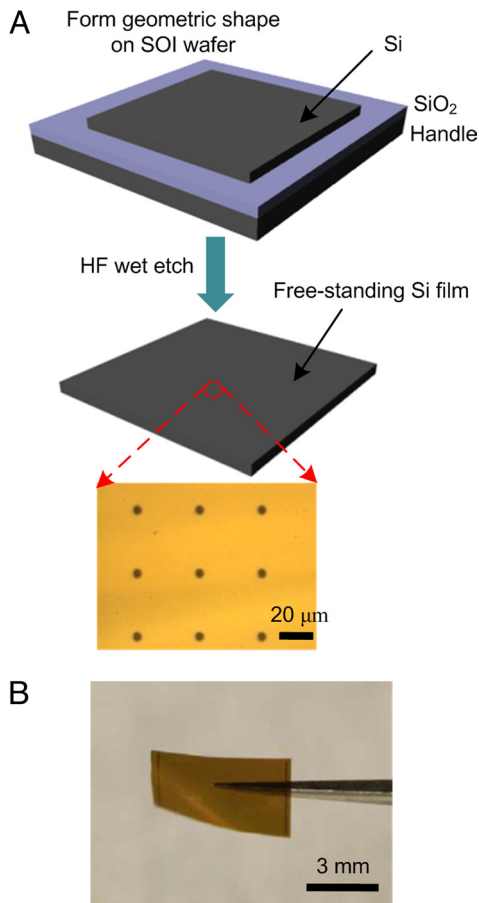 A
Form geometric shape
on SOI wafer
Si
SiO₂
Handle
HF wet etch
Free-standing Si film
20 μm
B
3 mm